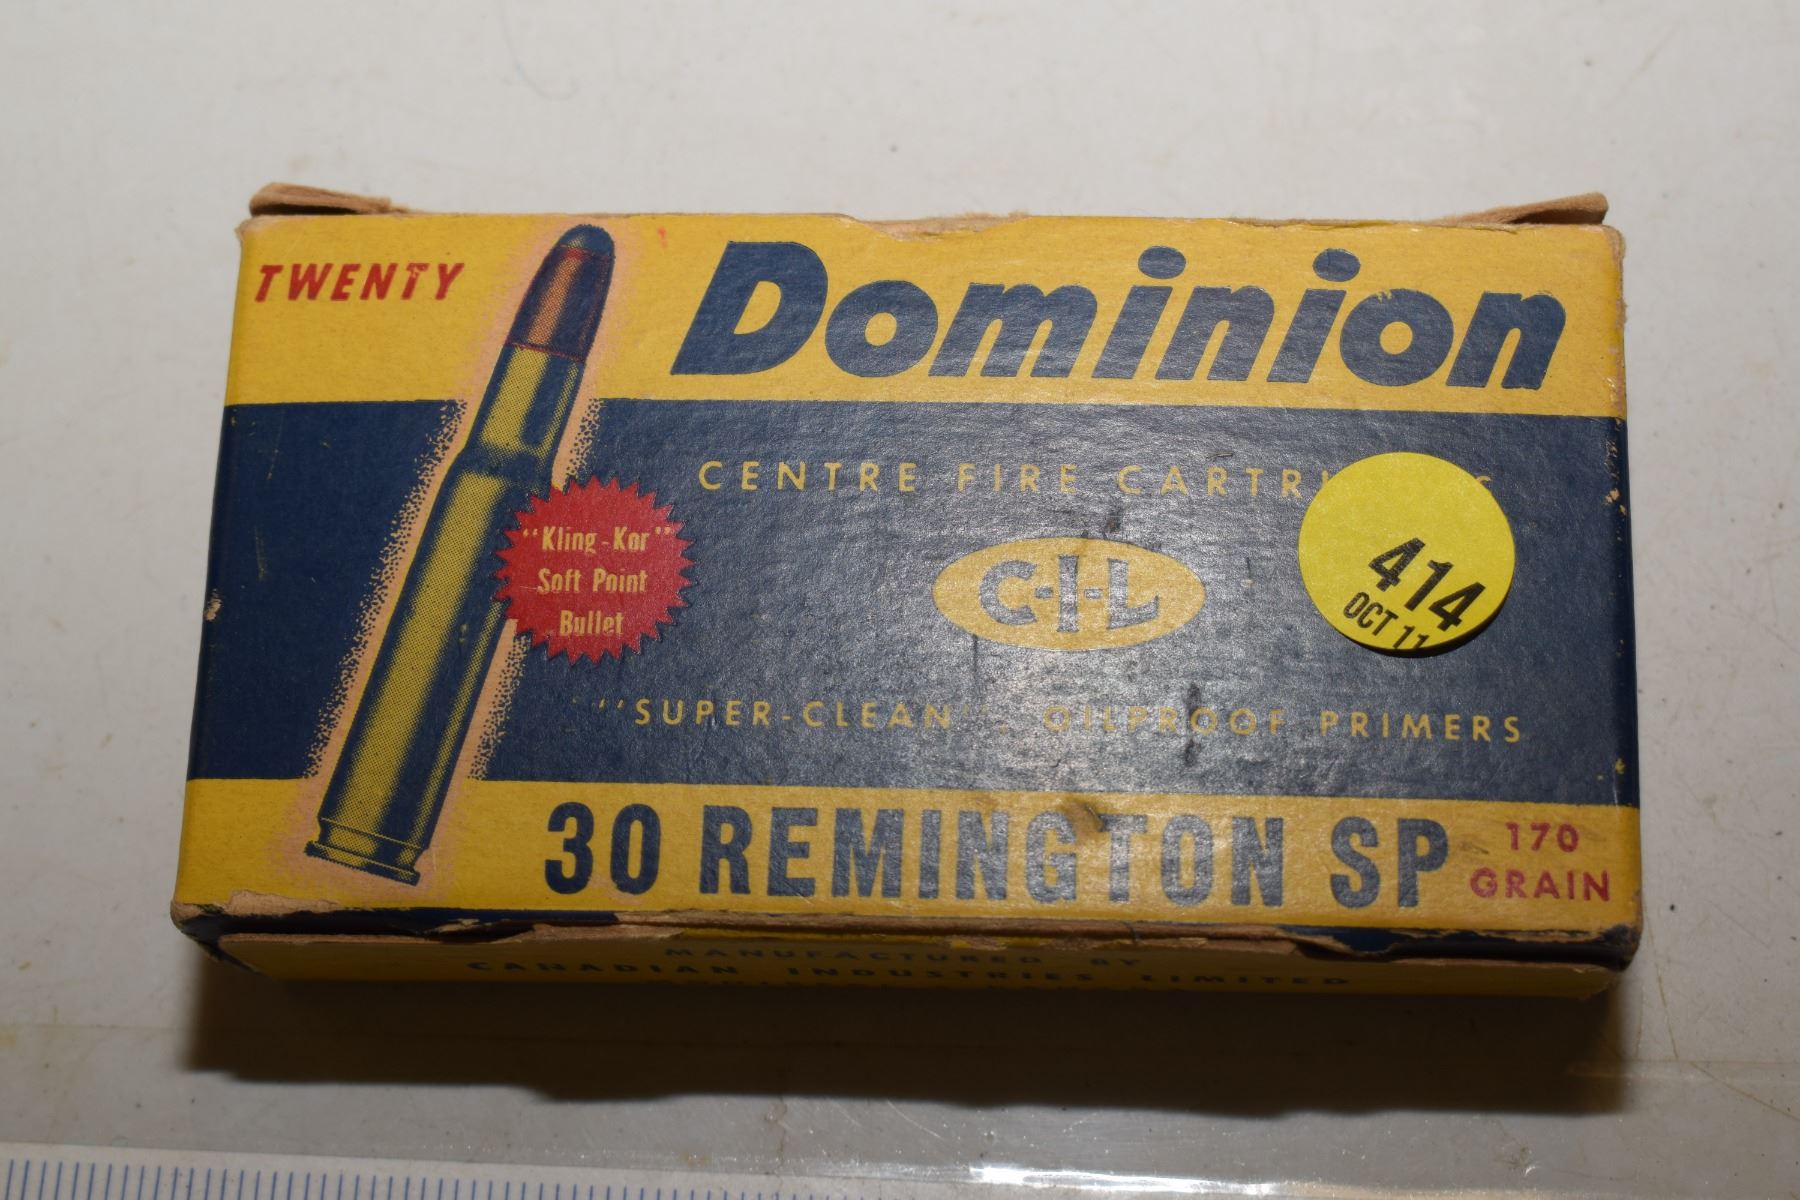 TWENTY
Dominion
CENTRE FIRE
"Kling-Kor"
Soft Point
Bullet
C-I-L
414
OCT 11
"SUPER-CLEAN" OILPROOF PRIMERS
30 REMINGTON SP
170
GRAIN
MANUFACTURED BY
CANADIAN INDUSTRIES LIMITED